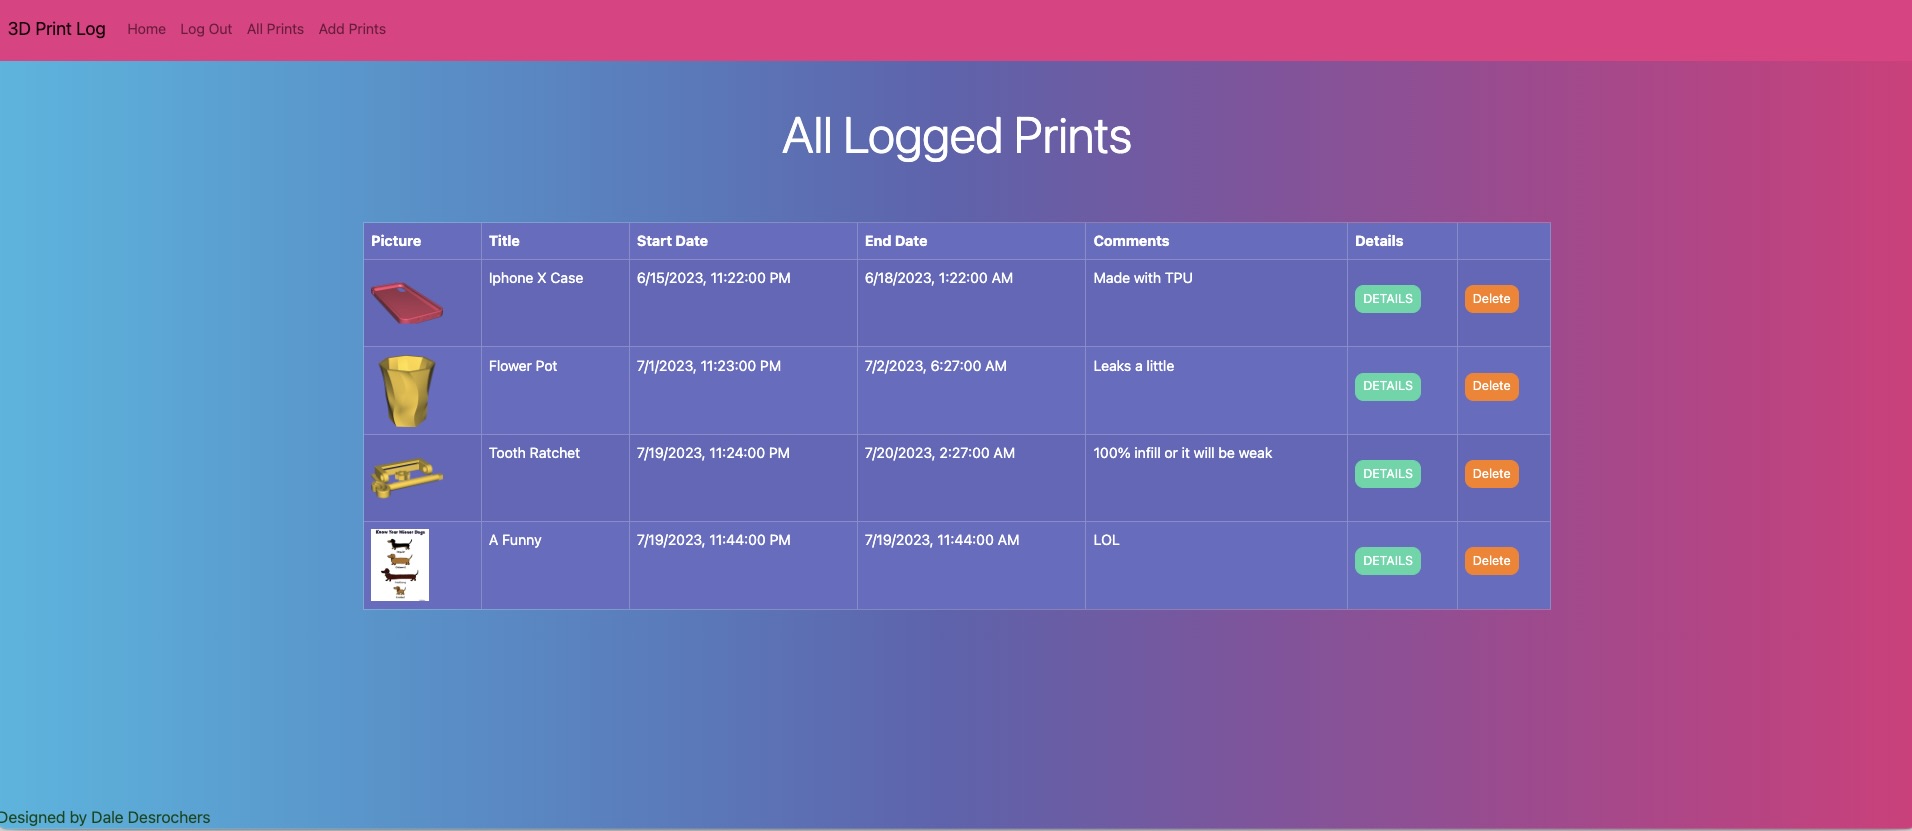 3D Print Log Home Log Out All Prints Add Prints
All Logged Prints
Picture Title Start Date End Date Comments Details
Iphone X Case 6/15/2023, 11:22:00 PM 6/18/2023, 1:22:00 AM Made with TPU DETAILS Delete
Flower Pot 7/1/2023, 11:23:00 PM 7/2/2023, 6:27:00 AM Leaks a little DETAILS Delete
Tooth Ratchet 7/19/2023, 11:24:00 PM 7/20/2023, 2:27:00 AM 100% infill or it will be weak DETAILS Delete
Know Your Wiener Dogs
A Funny 7/19/2023, 11:44:00 PM 7/19/2023, 11:44:00 AM LOL DETAILS Delete
Designed by Dale Desrochers